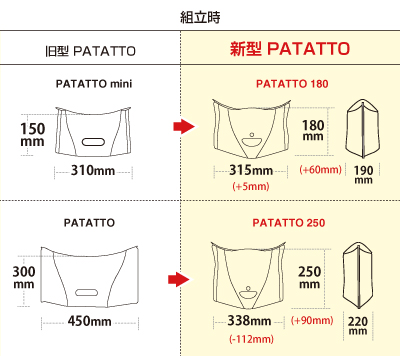 組立時
旧型 PATATTO
新型 PATATTO
PATATTO mini
PATATTO 180
150
mm
310mm
180
mm
315mm
(+5mm)
(+60mm)
190
mm
PATATTO
PATATTO 250
300
mm
450mm
250
mm
338mm
(-112mm)
(+90mm)
220
mm